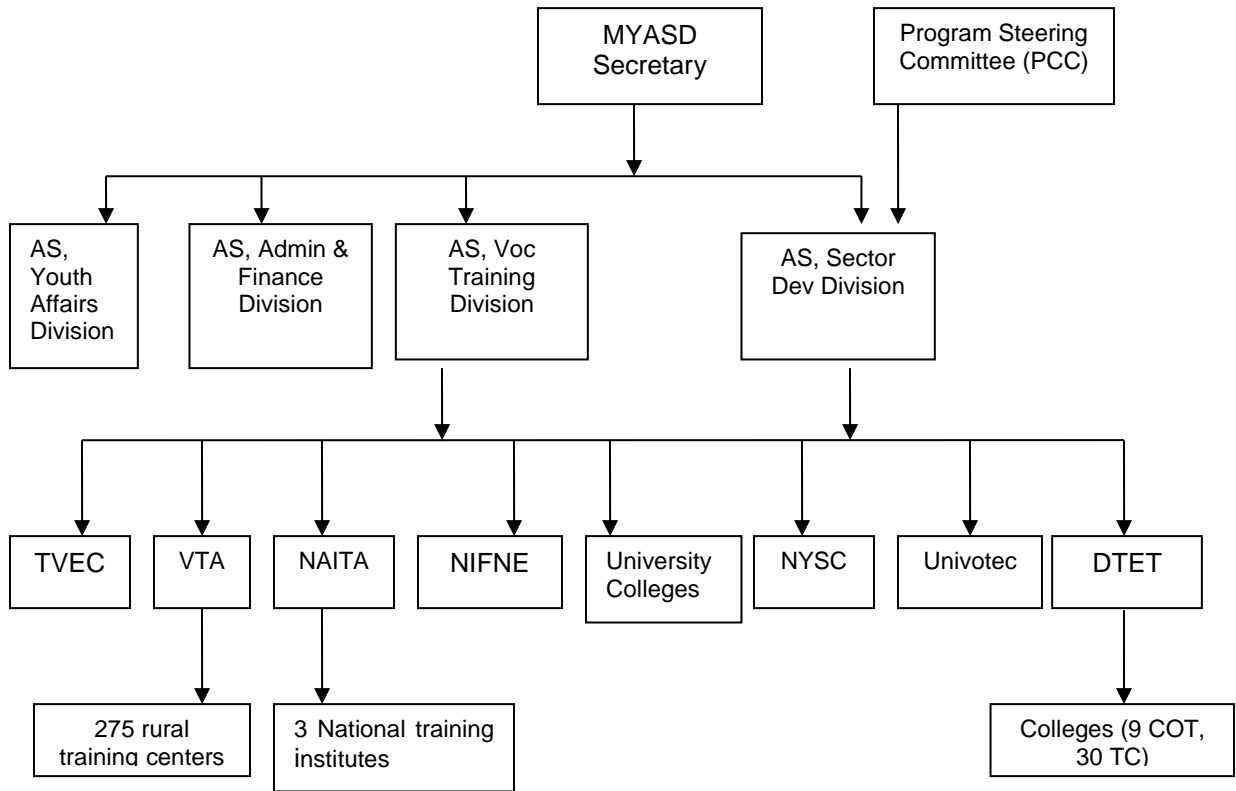 MYASD
Secretary
Program Steering
Committee (PCC)
AS,
Youth
Affairs
Division
AS, Admin &
Finance
Division
AS, Voc
Training
Division
AS, Sector
Dev Division
TVEC
VTA
NAITA
NIFNE
University
Colleges
NYSC
Univotec
DTET
275 rural
training centers
3 National training
institutes
Colleges (9 COT,
30 TC)